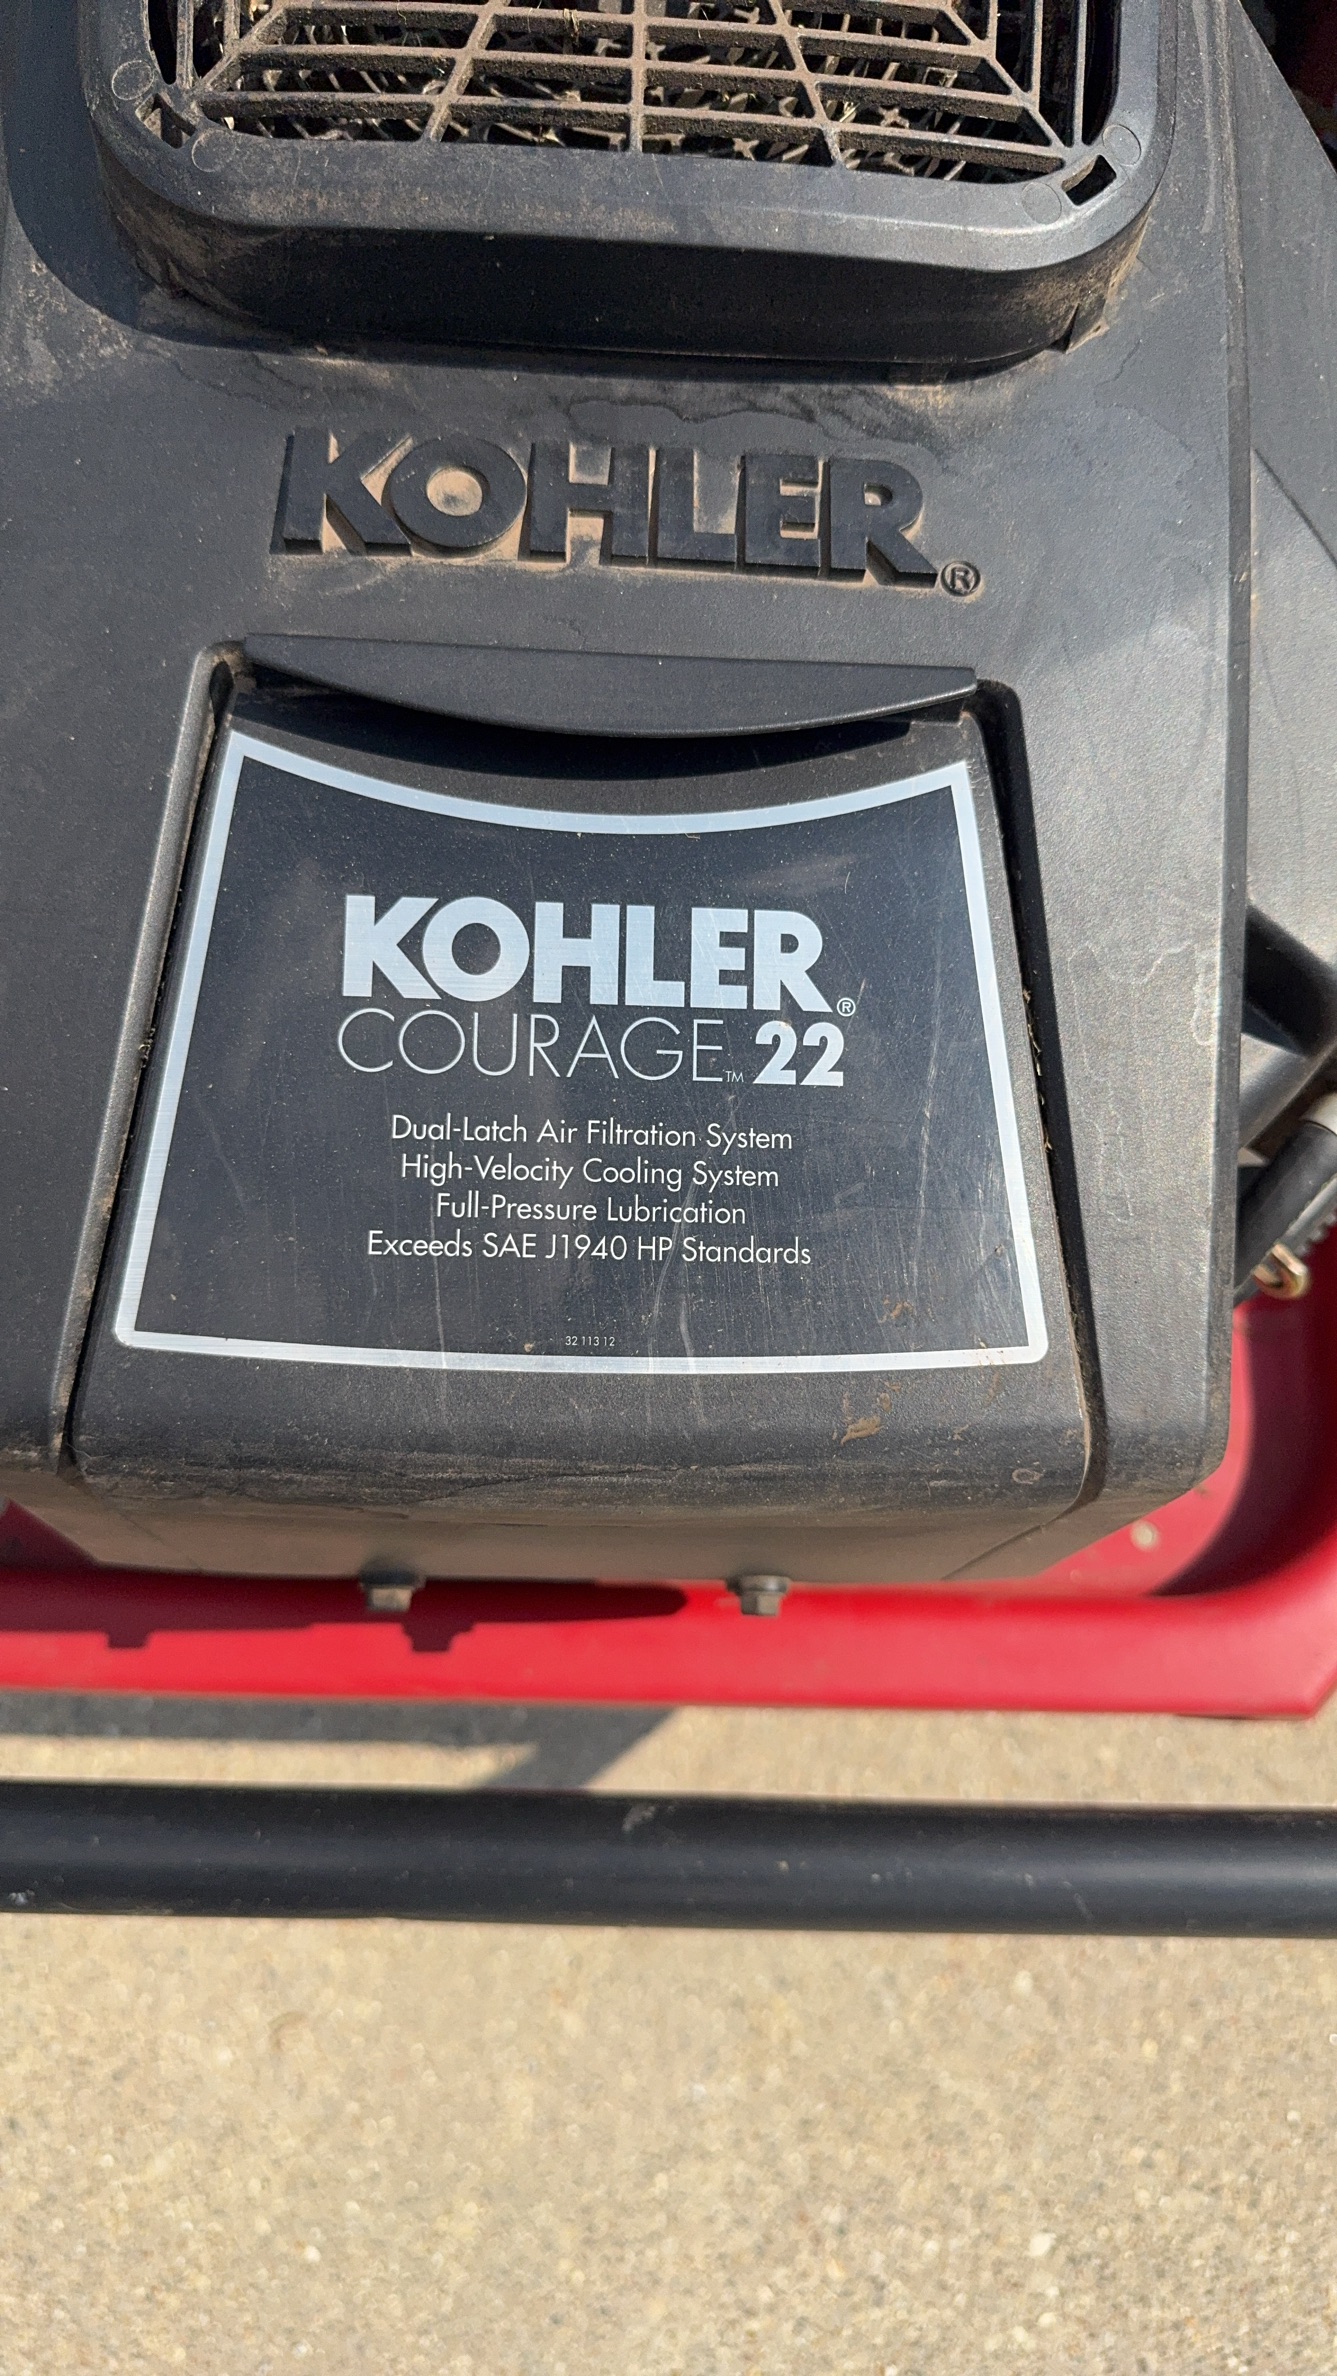 KOHLER®
KOHLER®
COURAGE™ 22
Dual-Latch Air Filtration System
High-Velocity Cooling System
Full-Pressure Lubrication
Exceeds SAE J1940 HP Standards
32 113 12